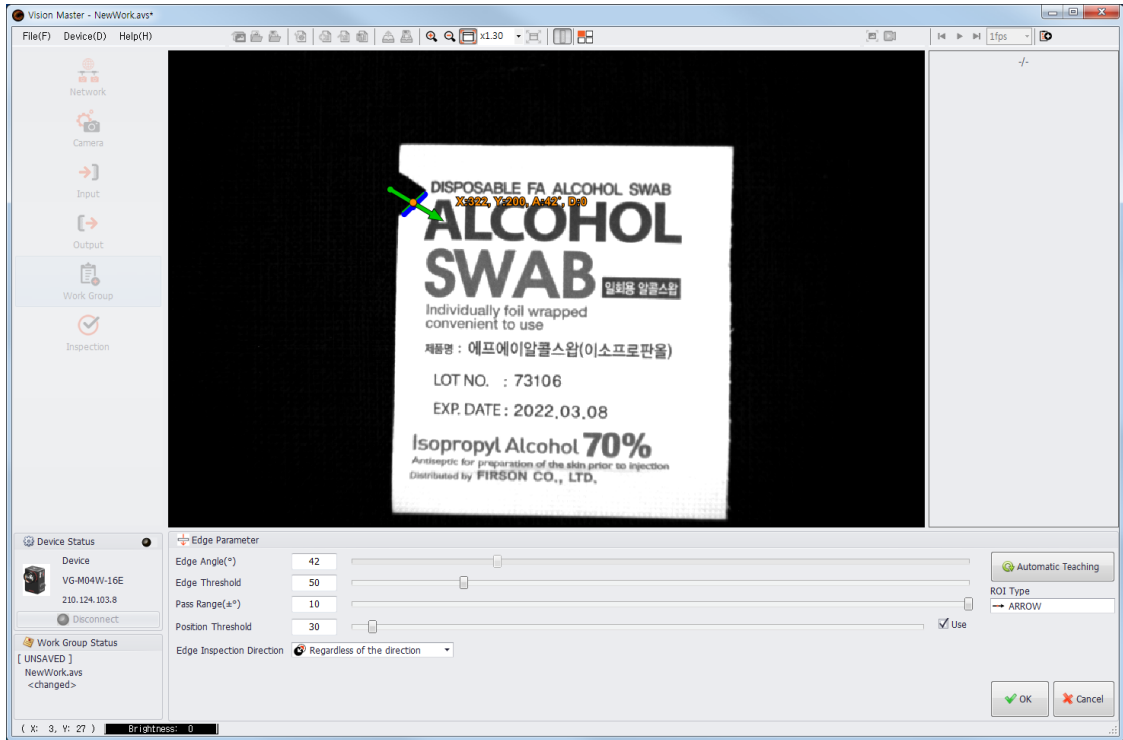 Vision Master - NewWork.avs*
File(F) Device(D) Help(H)
x1.30
1fps
-/-
Network
Camera
Input
Output
Work Group
Inspection
DISPOSABLE FA ALCOHOL SWAB
X:322, Y:200, A:42°, D:0
ALCOHOL
SWAB 일회용 알콜스왑
Individually foil wrapped
convenient to use
제품명 : 에프에이알콜스왑(이소프로판올)
LOT NO. : 73106
EXP. DATE : 2022.03.08
Isopropyl Alcohol 70%
Antiseptic for preparation of the skin prior to injection
Distributed by FIRSON CO., LTD.
Device Status
Device
VG-M04W-16E
210.124.103.8
Disconnect
Work Group Status
[ UNSAVED ]
NewWork.avs
<changed>
Edge Parameter
Edge Angle(°) 42
Edge Threshold 50
Pass Range(±°) 10
Position Threshold 30 Use
Edge Inspection Direction Regardless of the direction
Automatic Teaching
ROI Type
ARROW
OK Cancel
( X: 3, Y: 27 ) Brightness: 0